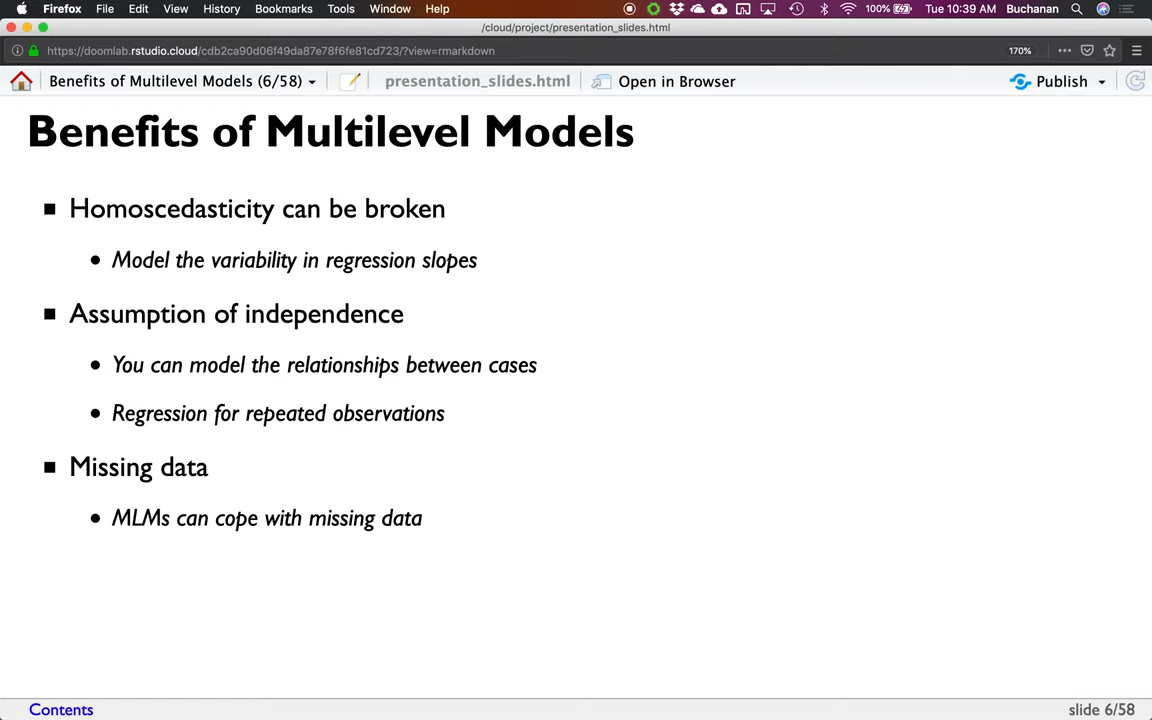 Firefox File Edit View History Bookmarks Tools Window Help 100% Tue 10:39 AM Buchanan
/cloud/project/presentation_slides.html
https://doomlab.rstudio.cloud/cdb2ca90d06f49da87e78f6fe81cd723/?view=rmarkdown 170%
Benefits of Multilevel Models (6/58) presentation_slides.html Open in Browser Publish
Benefits of Multilevel Models
Homoscedasticity can be broken
Model the variability in regression slopes
Assumption of independence
You can model the relationships between cases
Regression for repeated observations
Missing data
MLMs can cope with missing data
Contents slide 6/58